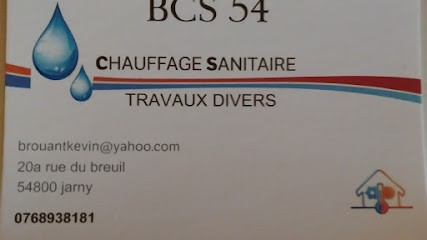 BCS 54
CHAUFFAGE SANITAIRE
TRAVAUX DIVERS
brouantkevin@yahoo.com
20a rue du breuil
54800 jarny
0768938181